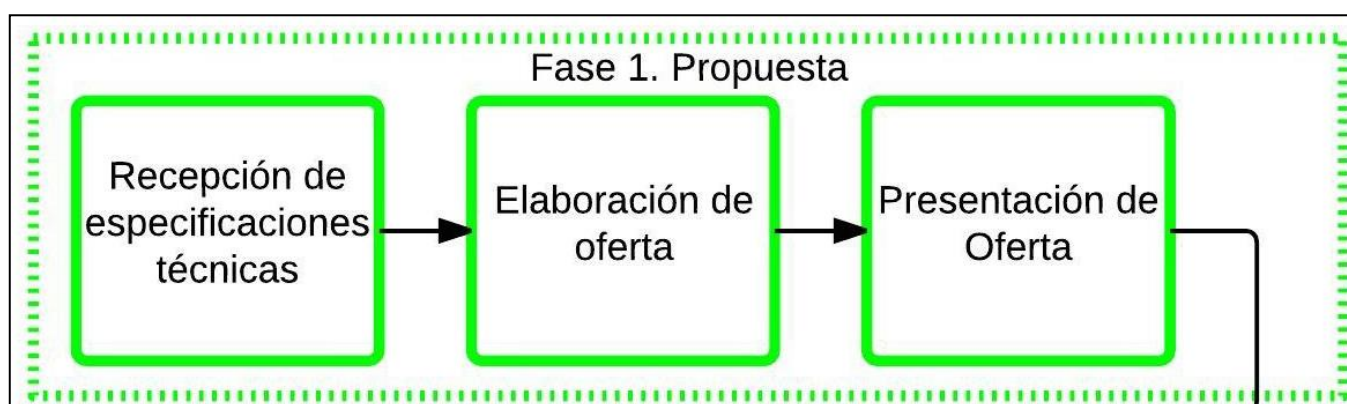 Fase 1. Propuesta
Recepción de
especificaciones
técnicas
Elaboración de
oferta
Presentación de
Oferta